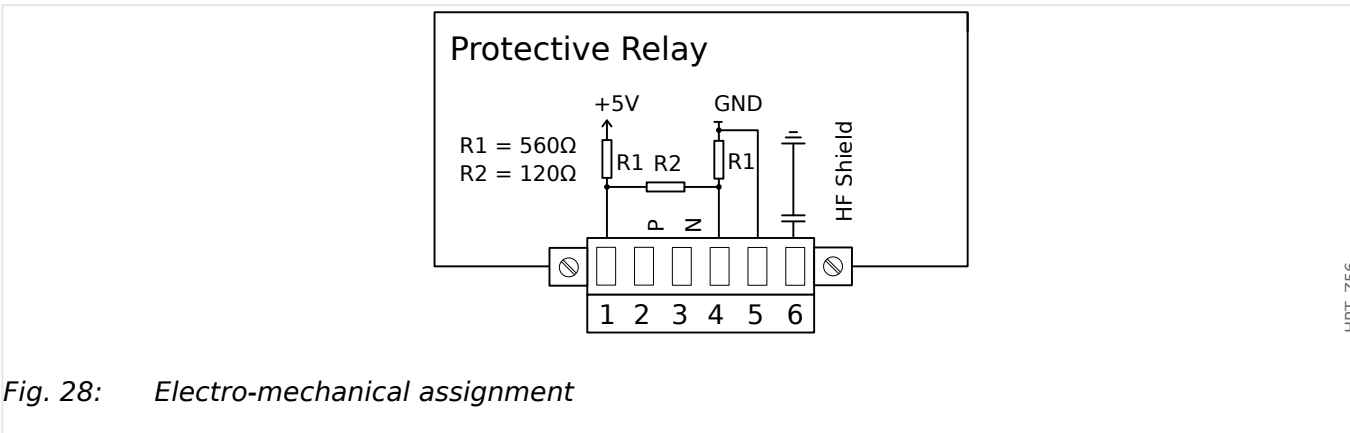 Protective Relay
+5V
GND
R1 = 560Ω
R2 = 120Ω
R1
R2
R1
HF Shield
P
N
1 2 3 4 5 6
Fig. 28: Electro-mechanical assignment